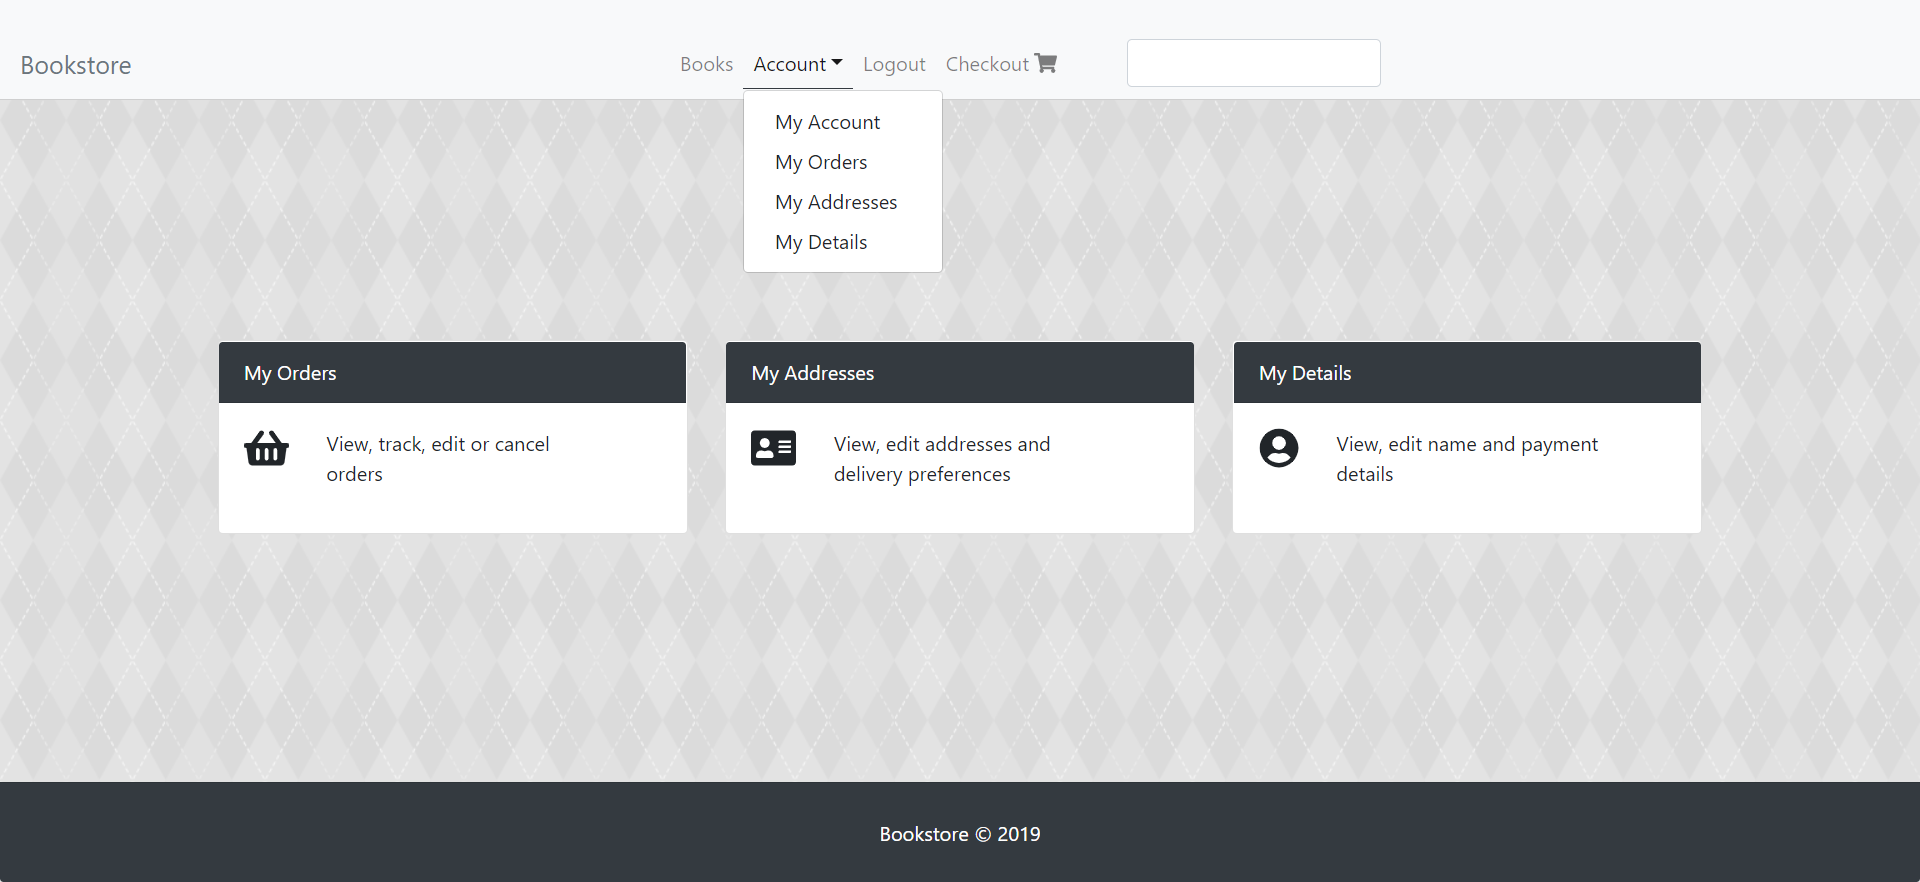 Bookstore
Books Account Logout Checkout
My Account
My Orders
My Addresses
My Details
My Orders
View, track, edit or cancel
orders
My Addresses
View, edit addresses and
delivery preferences
My Details
View, edit name and payment
details
Bookstore © 2019